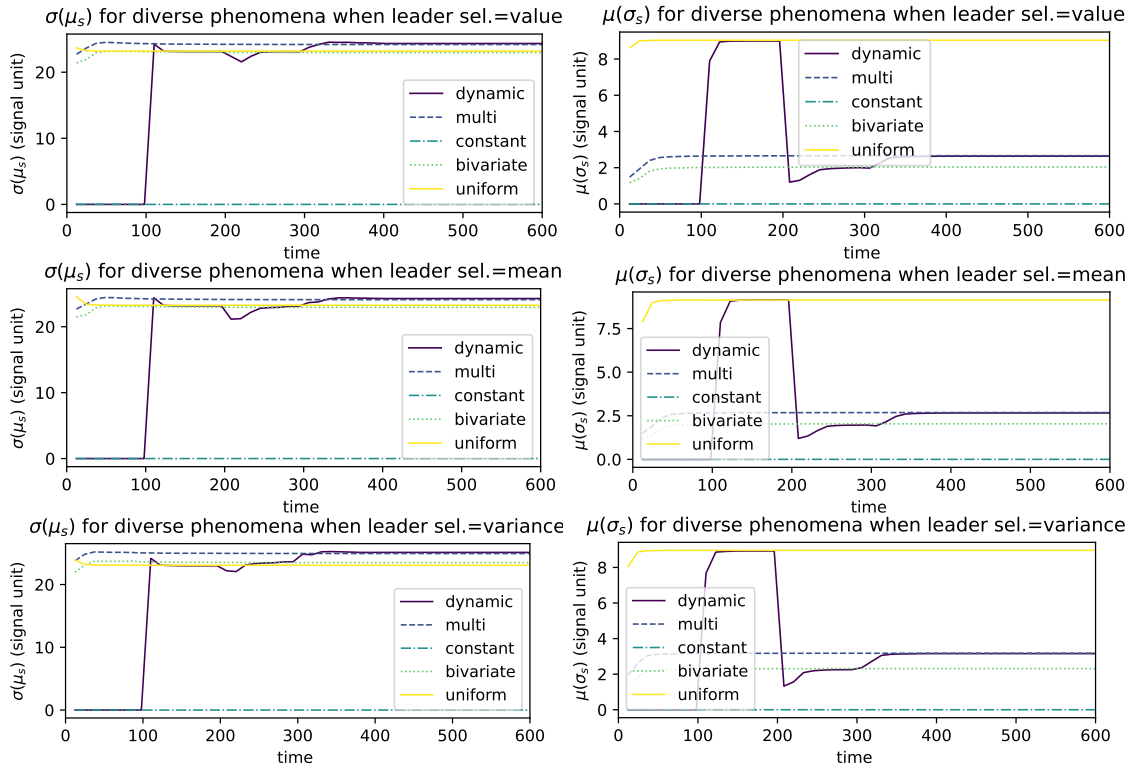 σ(μₛ) for diverse phenomena when leader sel.=value
σ(μₛ) (signal unit)
20
10
0
dynamic
multi
constant
bivariate
uniform
0 100 200 300 400 500 600
time
μ(σₛ) for diverse phenomena when leader sel.=value
μ(σₛ) (signal unit)
8
6
4
2
0
dynamic
multi
constant
bivariate
uniform
0 100 200 300 400 500 600
time
σ(μₛ) for diverse phenomena when leader sel.=mean
σ(μₛ) (signal unit)
20
10
0
dynamic
multi
constant
bivariate
uniform
0 100 200 300 400 500 600
time
μ(σₛ) for diverse phenomena when leader sel.=mean
μ(σₛ) (signal unit)
7.5
5.0
2.5
0.0
dynamic
multi
constant
bivariate
uniform
0 100 200 300 400 500 600
time
σ(μₛ) for diverse phenomena when leader sel.=variance
σ(μₛ) (signal unit)
20
10
0
dynamic
multi
constant
bivariate
uniform
0 100 200 300 400 500 600
time
μ(σₛ) for diverse phenomena when leader sel.=variance
μ(σₛ) (signal unit)
8
6
4
2
0
dynamic
multi
constant
bivariate
uniform
0 100 200 300 400 500 600
time